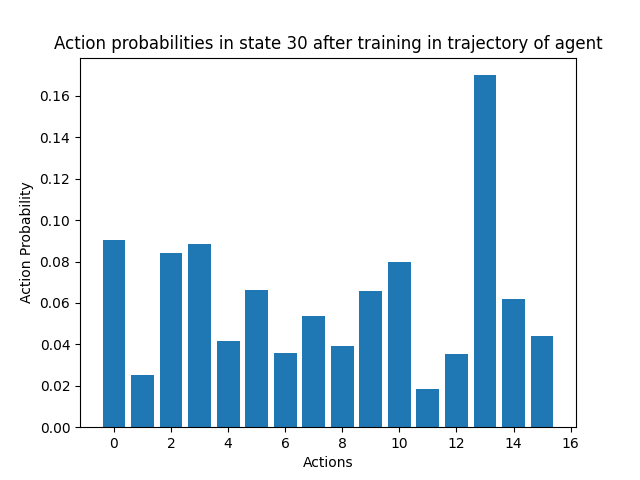 Action probabilities in state 30 after training in trajectory of agent
0.16
0.14
0.12
0.10
0.08
0.06
0.04
0.02
0.00
Action Probability
0 2 4 6 8 10 12 14 16
Actions